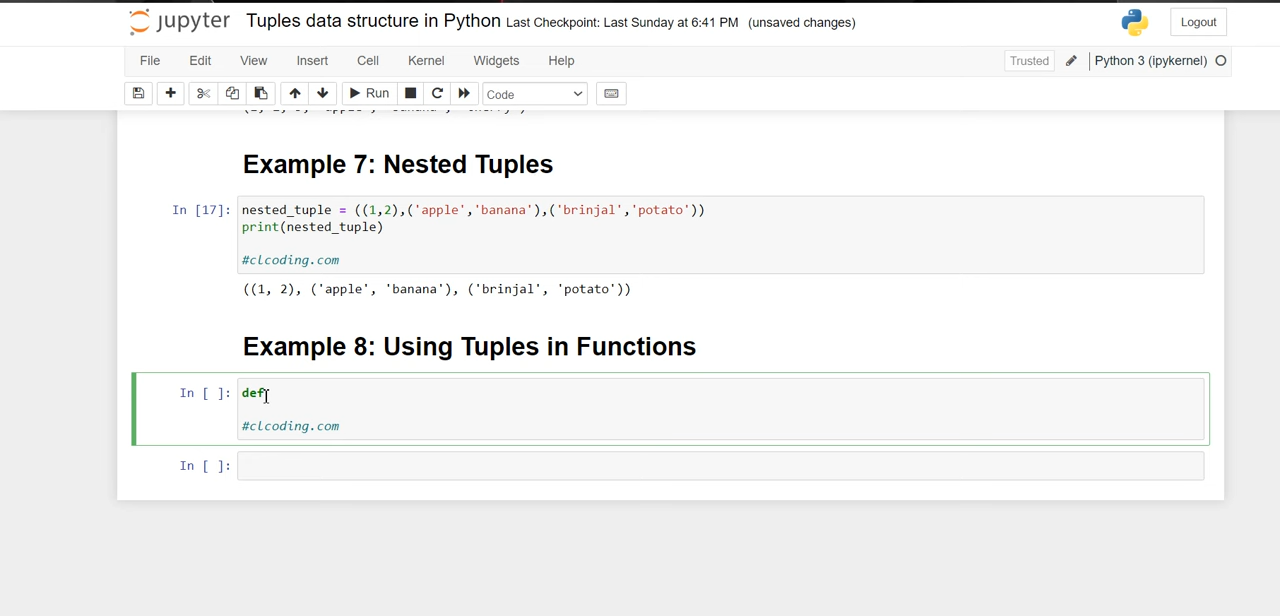 jupyter Tuples data structure in Python Last Checkpoint: Last Sunday at 6:41 PM (unsaved changes) Logout
File Edit View Insert Cell Kernel Widgets Help Trusted Python 3 (ipykernel)
Run Code
Example 7: Nested Tuples
In [17]: nested_tuple = ((1,2),('apple','banana'),('brinjal','potato'))
print(nested_tuple)
#clcoding.com
((1, 2), ('apple', 'banana'), ('brinjal', 'potato'))
Example 8: Using Tuples in Functions
In [ ]: def
#clcoding.com
In [ ]: